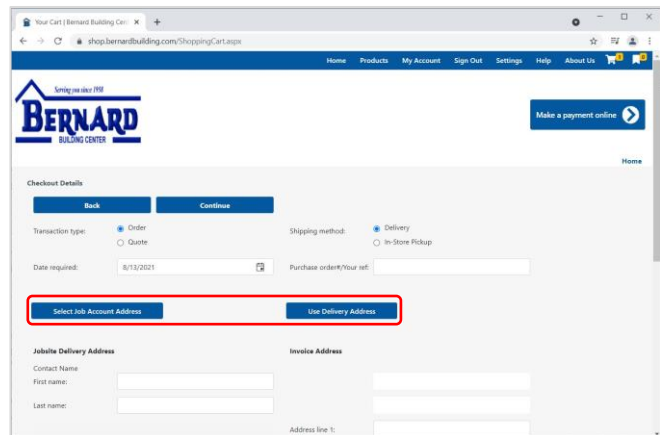 Your Cart | Bernard Building Cen
shop.bernardbuilding.com/ShoppingCart.aspx
Home Products My Account Sign Out Settings Help About Us
Serving you since 1958
BERNARD
BUILDING CENTER
Make a payment online
Home
Checkout Details
Back Continue
Transaction type: Order Shipping method: Delivery
Quote In-Store Pickup
Date required: 8/13/2021 Purchase order#/Your ref:
Select Job Account Address Use Delivery Address
Jobsite Delivery Address Invoice Address
Contact Name
First name:
Last name:
Address line 1: